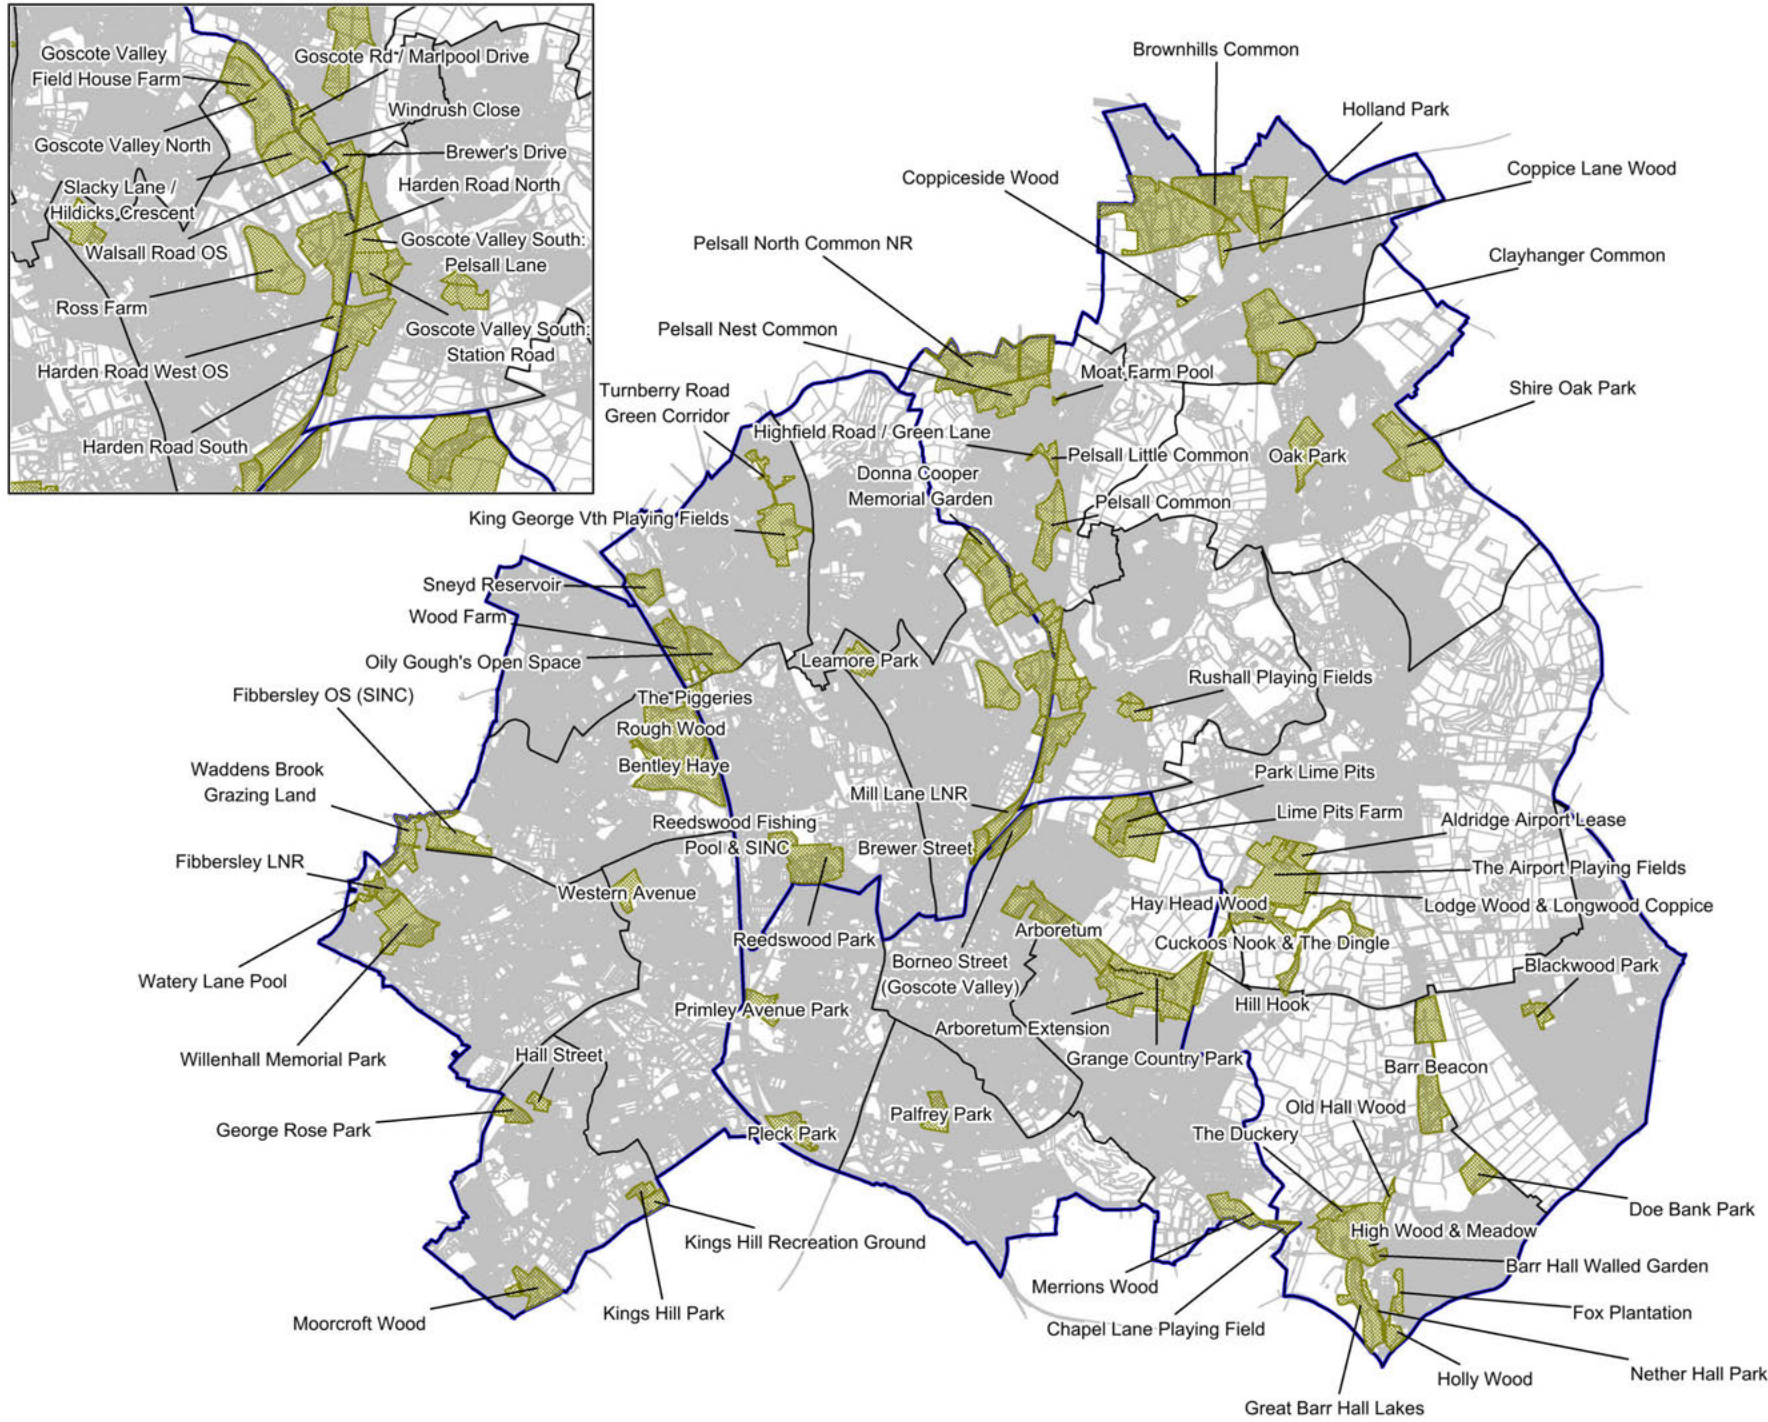 Goscote Valley
Field House Farm
Goscote Rd / Marlpool Drive
Windrush Close
Goscote Valley North
Brewer's Drive
Slacky Lane /
Hildicks Crescent
Harden Road North
Walsall Road OS
Goscote Valley South:
Pelsall Lane
Ross Farm
Goscote Valley South:
Station Road
Harden Road West OS
Harden Road South
Brownhills Common
Holland Park
Coppice Lane Wood
Coppiceside Wood
Pelsall North Common NR
Clayhanger Common
Pelsall Nest Common
Moat Farm Pool
Turnberry Road
Green Corridor
Shire Oak Park
Highfield Road / Green Lane
Pelsall Little Common
Oak Park
Donna Cooper
Memorial Garden
Pelsall Common
King George Vth Playing Fields
Sneyd Reservoir
Wood Farm
Oily Gough's Open Space
Leamore Park
Rushall Playing Fields
Fibbersley OS (SINC)
The Piggeries
Rough Wood
Bentley Haye
Waddens Brook
Grazing Land
Park Lime Pits
Mill Lane LNR
Lime Pits Farm
Aldridge Airport Lease
Reedswood Fishing
Pool & SINC
Brewer Street
Fibbersley LNR
The Airport Playing Fields
Western Avenue
Hay Head Wood
Lodge Wood & Longwood Coppice
Arboretum
Reedswood Park
Cuckoos Nook & The Dingle
Borneo Street
(Goscote Valley)
Blackwood Park
Watery Lane Pool
Hill Hook
Primley Avenue Park
Arboretum Extension
Willenhall Memorial Park
Hall Street
Grange Country Park
Barr Beacon
Palfrey Park
Old Hall Wood
George Rose Park
Pleck Park
The Duckery
Doe Bank Park
High Wood & Meadow
Kings Hill Recreation Ground
Barr Hall Walled Garden
Merrions Wood
Moorcroft Wood
Kings Hill Park
Fox Plantation
Chapel Lane Playing Field
Nether Hall Park
Holly Wood
Great Barr Hall Lakes